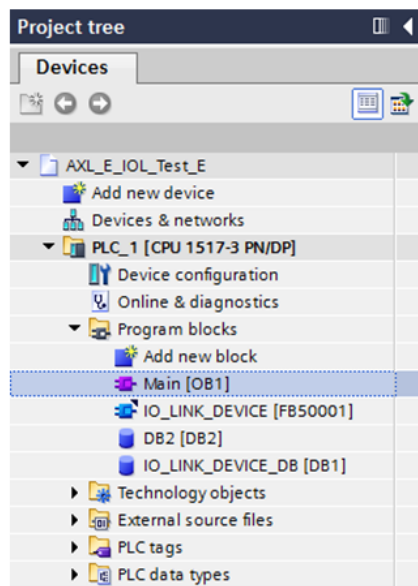 Project tree
Devices
AXL_E_IOL_Test_E
Add new device
Devices & networks
PLC_1 [CPU 1517-3 PN/DP]
Device configuration
Online & diagnostics
Program blocks
Add new block
Main [OB1]
IO_LINK_DEVICE [FB50001]
DB2 [DB2]
IO_LINK_DEVICE_DB [DB1]
Technology objects
External source files
PLC tags
PLC data types